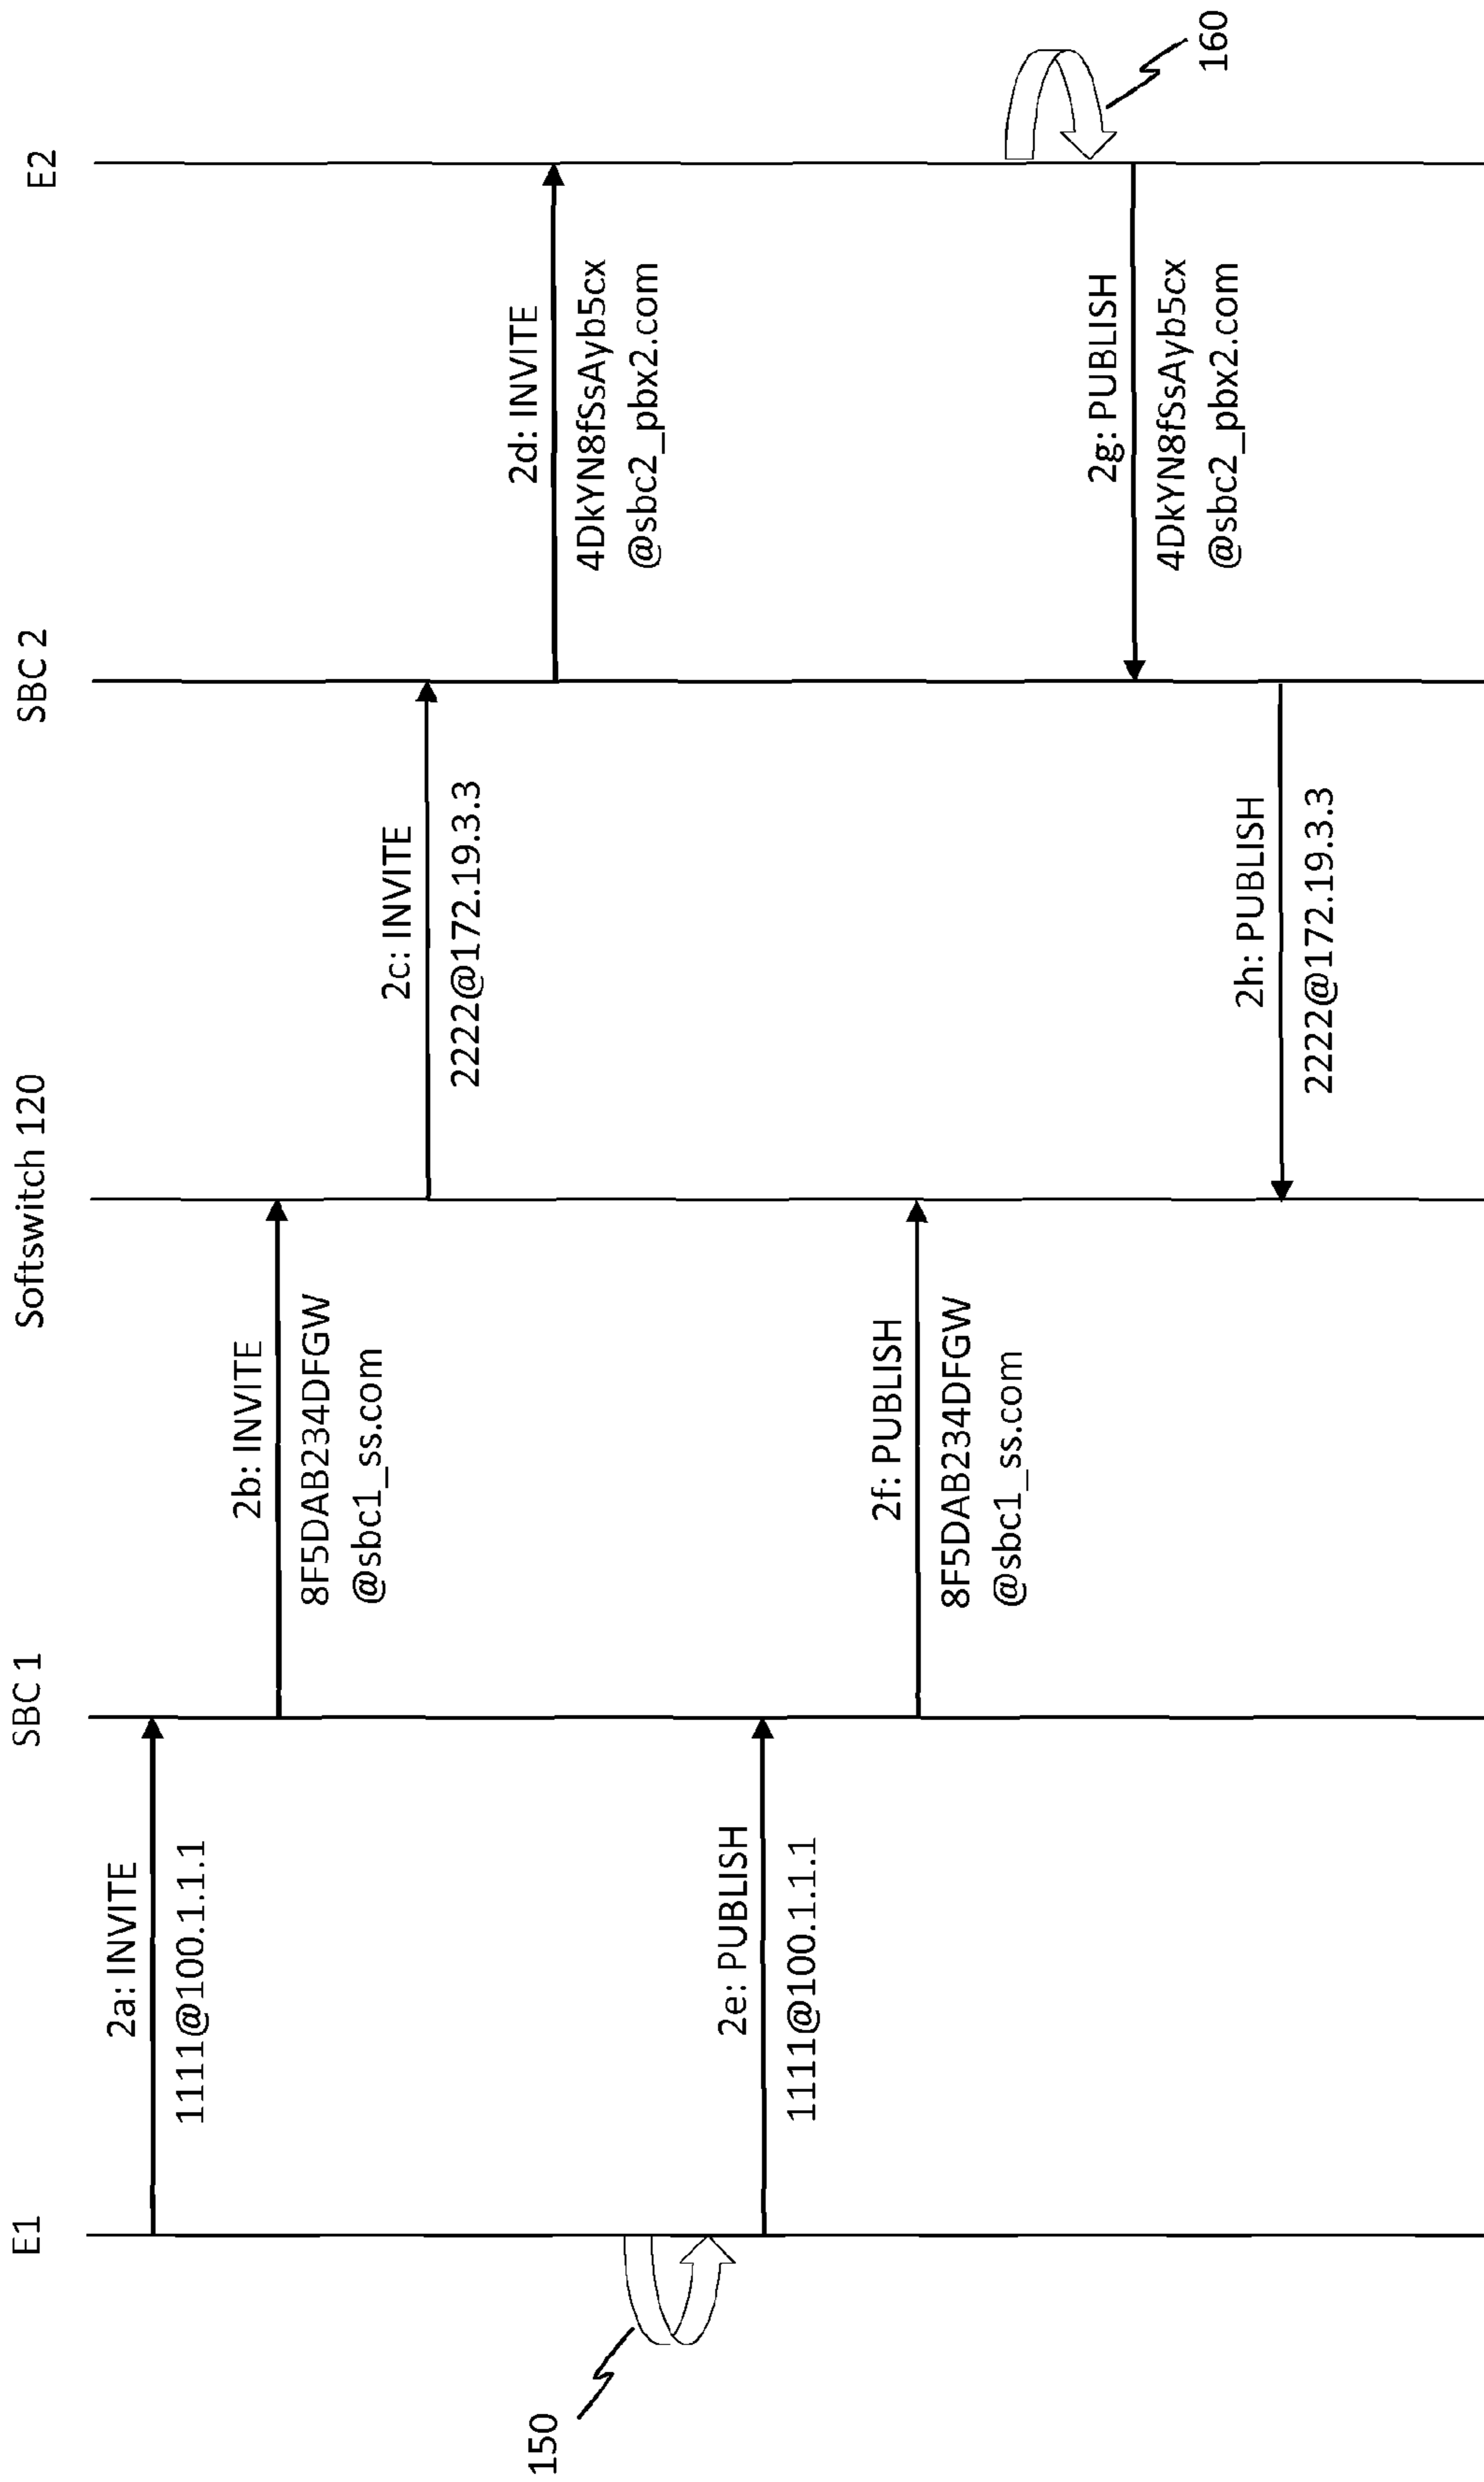 E1
SBC 1
Softswitch 120
SBC 2
E2
2a: INVITE
1111@100.1.1.1
2b: INVITE
8F5DAB234DFGW
@sbc1_ss.com
2c: INVITE
2222@172.19.3.3
2d: INVITE
4DkYN8fSsAyb5cx
@sbc2_pbx2.com
150
2e: PUBLISH
1111@100.1.1.1
2f: PUBLISH
8F5DAB234DFGW
@sbc1_ss.com
160
2g: PUBLISH
4DkYN8fSsAyb5cx
@sbc2_pbx2.com
2h: PUBLISH
2222@172.19.3.3